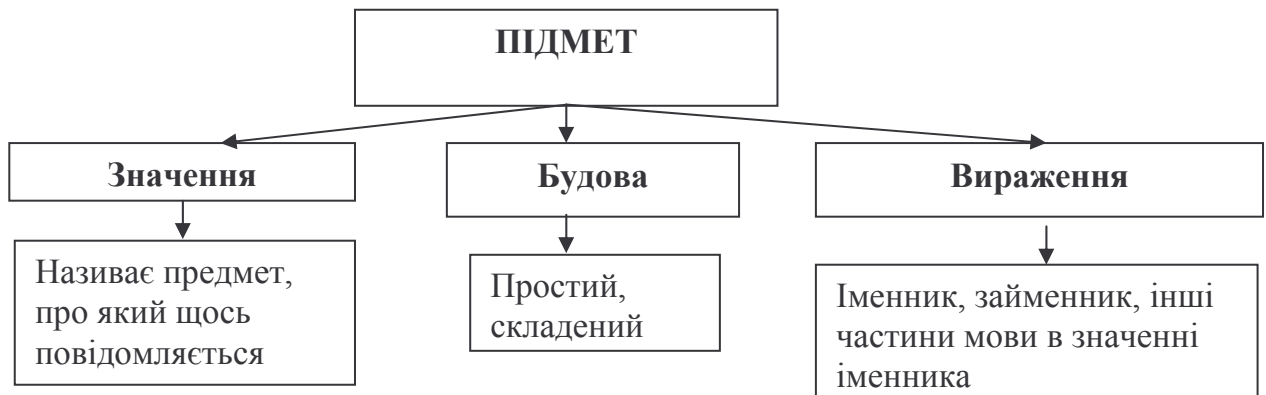 ПІДМЕТ
Значення
Будова
Вираження
Називає предмет,
про який щось
повідомляється
Простий,
складений
Іменник, займенник, інші
частини мови в значенні
іменника